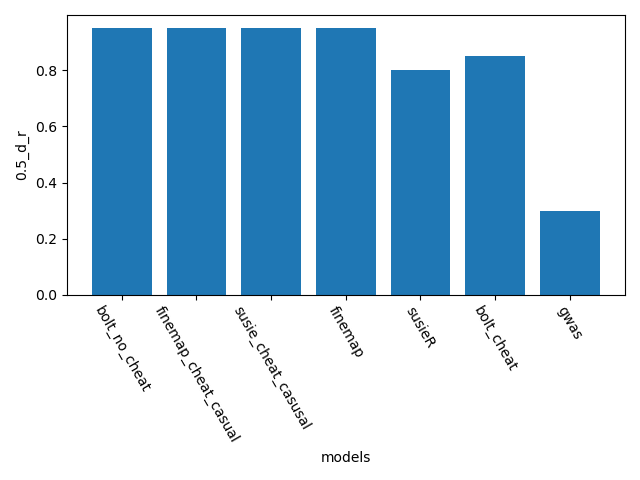 0.5_d_r
0.8
0.6
0.4
0.2
0.0
bolt_no_cheat
finemap_cheat_casual
susie_cheat_casusal
finemap
susieR
bolt_cheat
gwas
models